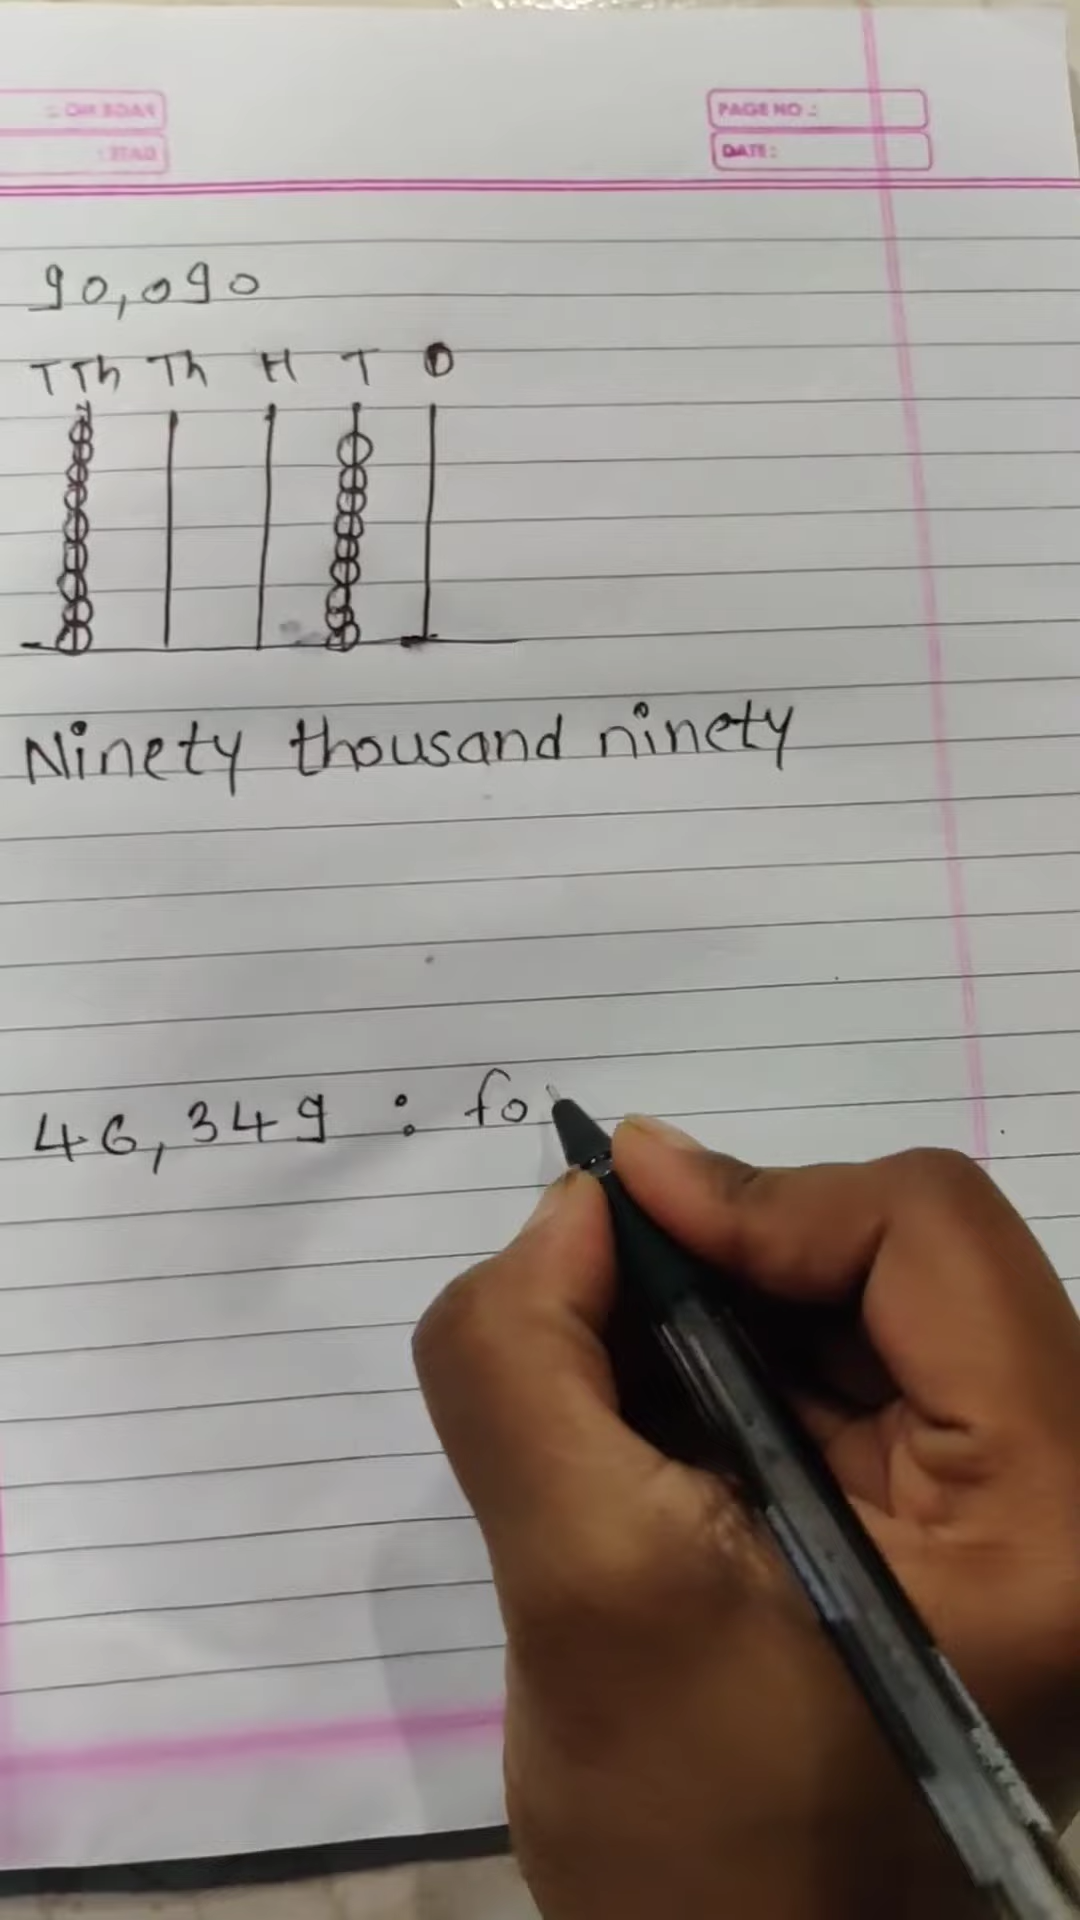 PAGE NO.:
DATE:
90,090
TTh Th H T O
Ninety thousand ninety
46,349 : fo